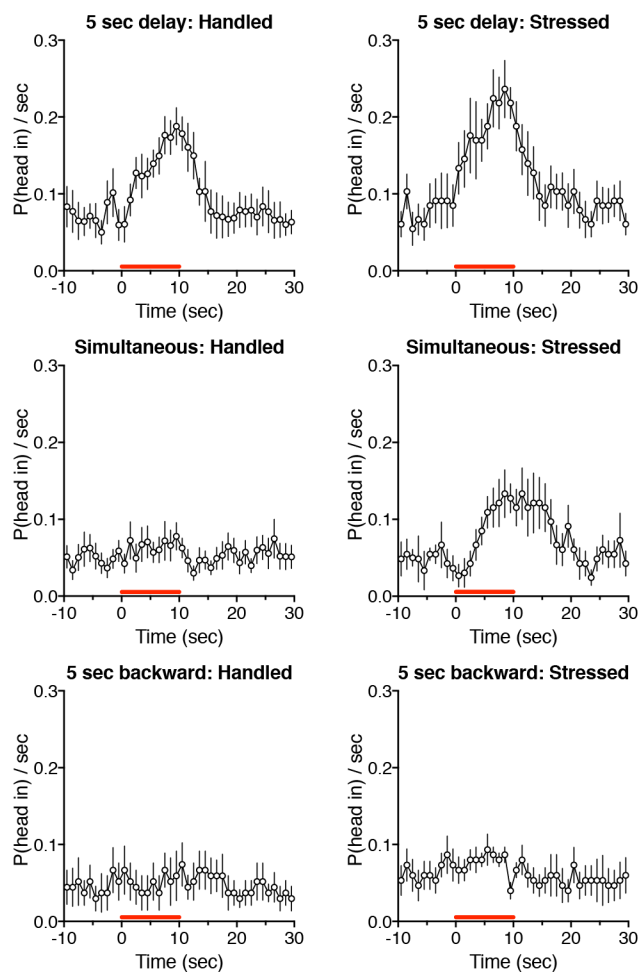 5 sec delay: Handled
P(head in) / sec
0.3
0.2
0.1
0.0
-10 0 10 20 30
Time (sec)
5 sec delay: Stressed
P(head in) / sec
0.3
0.2
0.1
0.0
-10 0 10 20 30
Time (sec)
Simultaneous: Handled
P(head in) / sec
0.3
0.2
0.1
0.0
-10 0 10 20 30
Time (sec)
Simultaneous: Stressed
P(head in) / sec
0.3
0.2
0.1
0.0
-10 0 10 20 30
Time (sec)
5 sec backward: Handled
P(head in) / sec
0.3
0.2
0.1
0.0
-10 0 10 20 30
Time (sec)
5 sec backward: Stressed
P(head in) / sec
0.3
0.2
0.1
0.0
-10 0 10 20 30
Time (sec)